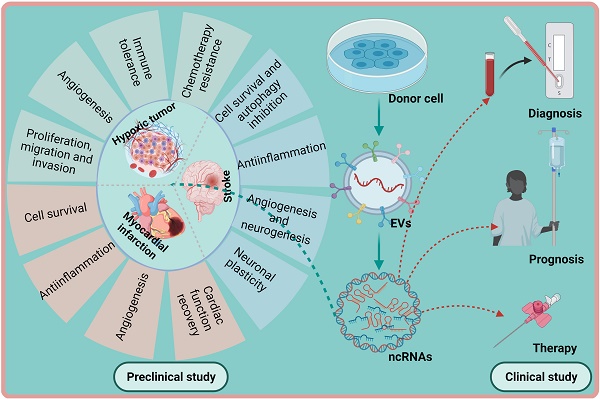 Immune
tolerance
Chemotherapy
resistance
Angiogenesis
Proliferation,
migration and
invasion
Cell survival and
autophagy
inhibition
Antiinflammation
Angiogenesis and
neurogenesis
Neuronal
plasticity
Cell survival
Antiinflammation
Angiogenesis
Cardiac
function
recovery
Hypoxic tumor
Stroke
Myocardial
infarction
Preclinical study
Donor cell
EVs
ncRNAs
C
T
S
Diagnosis
Prognosis
Therapy
Clinical study